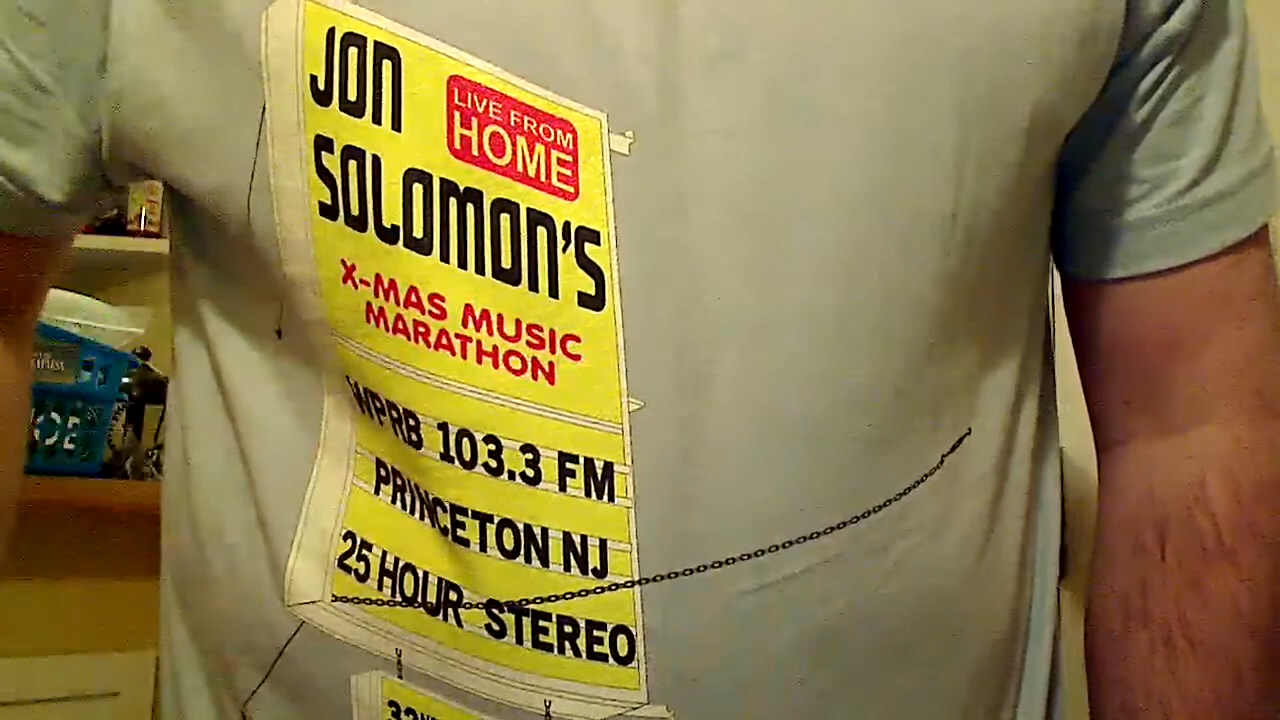 JON
LIVE FROM
HOME
SOLOMON'S
X-MAS MUSIC
MARATHON
WPRB 103.3 FM
PRINCETON NJ
25 HOUR STEREO